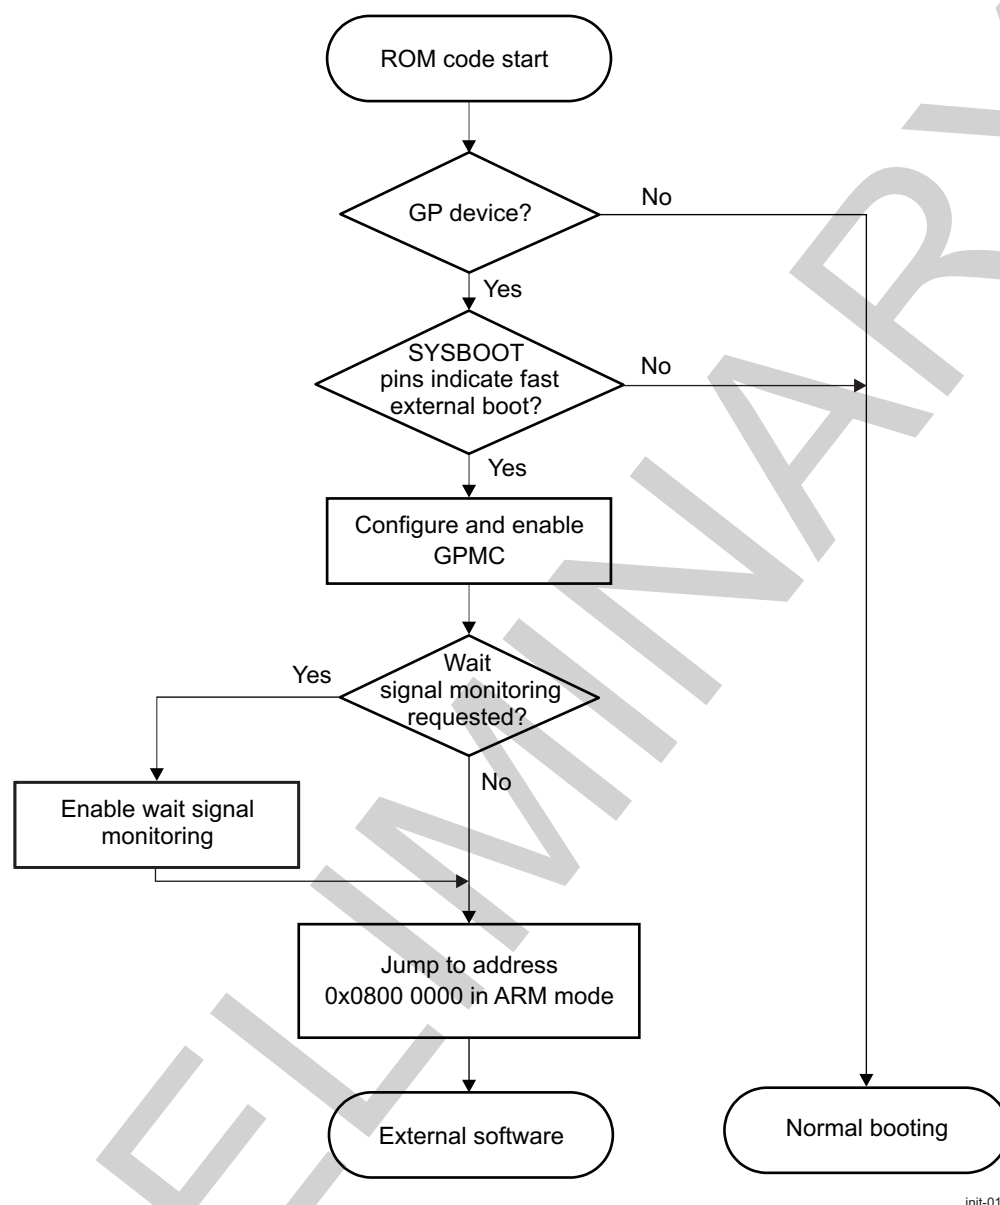 ROM code start
GP device?
No
Yes
SYSBOOT
pins indicate fast
external boot?
No
Yes
Configure and enable
GPMC
Wait
signal monitoring
requested?
Yes
No
Enable wait signal
monitoring
Jump to address
0x0800 0000 in ARM mode
External software
Normal booting
init-01
ELIMINARY